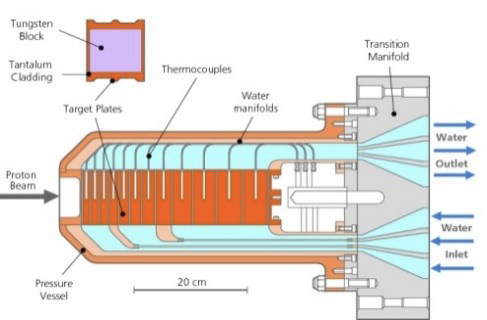 Tungsten
Block
Tantalum
Cladding
Target Plates
Thermocouples
Water
manifolds
Transition
Manifold
Water
Outlet
Proton
Beam
Water
Inlet
Pressure
Vessel
20 cm